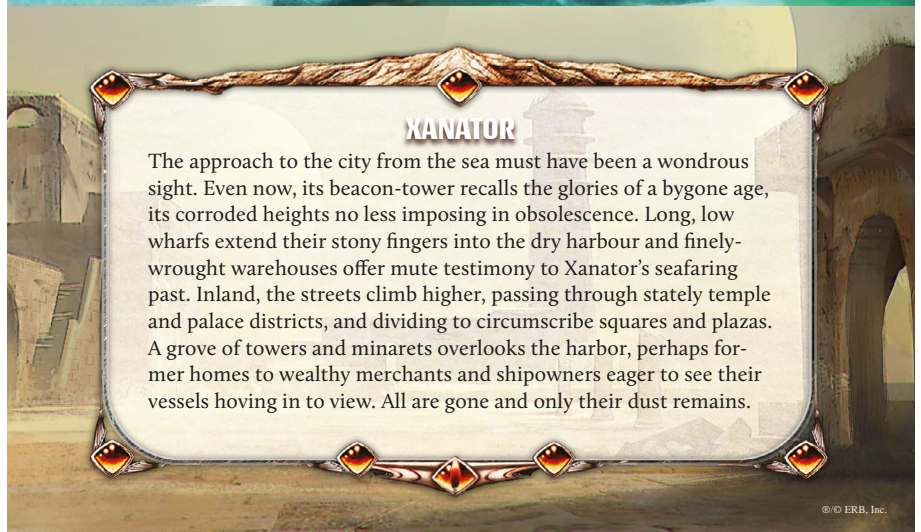 XANATOR
The approach to the city from the sea must have been a wondrous
sight. Even now, its beacon-tower recalls the glories of a bygone age,
its corroded heights no less imposing in obsolescence. Long, low
wharfs extend their stony fingers into the dry harbour and finely-
wrought warehouses offer mute testimony to Xanator’s seafaring
past. Inland, the streets climb higher, passing through stately temple
and palace districts, and dividing to circumscribe squares and plazas.
A grove of towers and minarets overlooks the harbor, perhaps for-
mer homes to wealthy merchants and shipowners eager to see their
vessels hoving in to view. All are gone and only their dust remains.
®/© ERB, Inc.